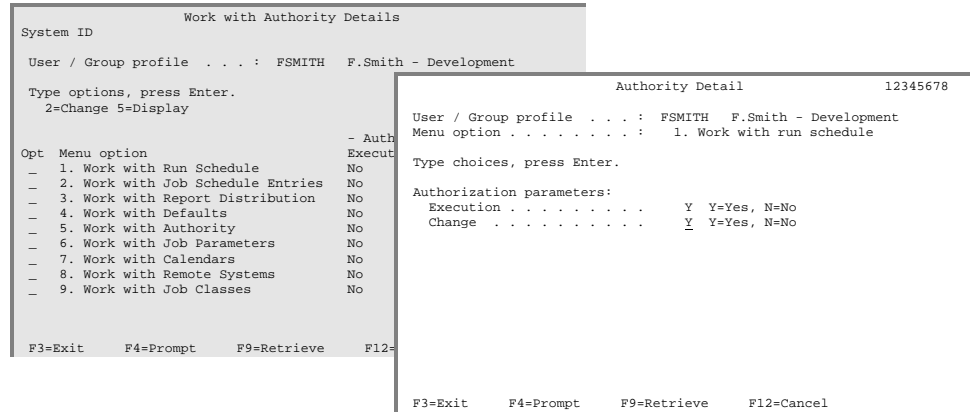 Work with Authority Details
System ID
User / Group profile . . . : FSMITH F.Smith - Development
Type options, press Enter.
2=Change 5=Display
- Auth
Opt Menu option Execut
_ 1. Work with Run Schedule No
_ 2. Work with Job Schedule Entries No
_ 3. Work with Report Distribution No
_ 4. Work with Defaults No
_ 5. Work with Authority No
_ 6. Work with Job Parameters No
_ 7. Work with Calendars No
_ 8. Work with Remote Systems No
_ 9. Work with Job Classes No
F3=Exit F4=Prompt F9=Retrieve F12=
Authority Detail 12345678
User / Group profile . . . : FSMITH F.Smith - Development
Menu option . . . . . . . . : 1. Work with run schedule
Type choices, press Enter.
Authorization parameters:
Execution . . . . . . . . . Y Y=Yes, N=No
Change . . . . . . . . . . Y Y=Yes, N=No
F3=Exit F4=Prompt F9=Retrieve F12=Cancel